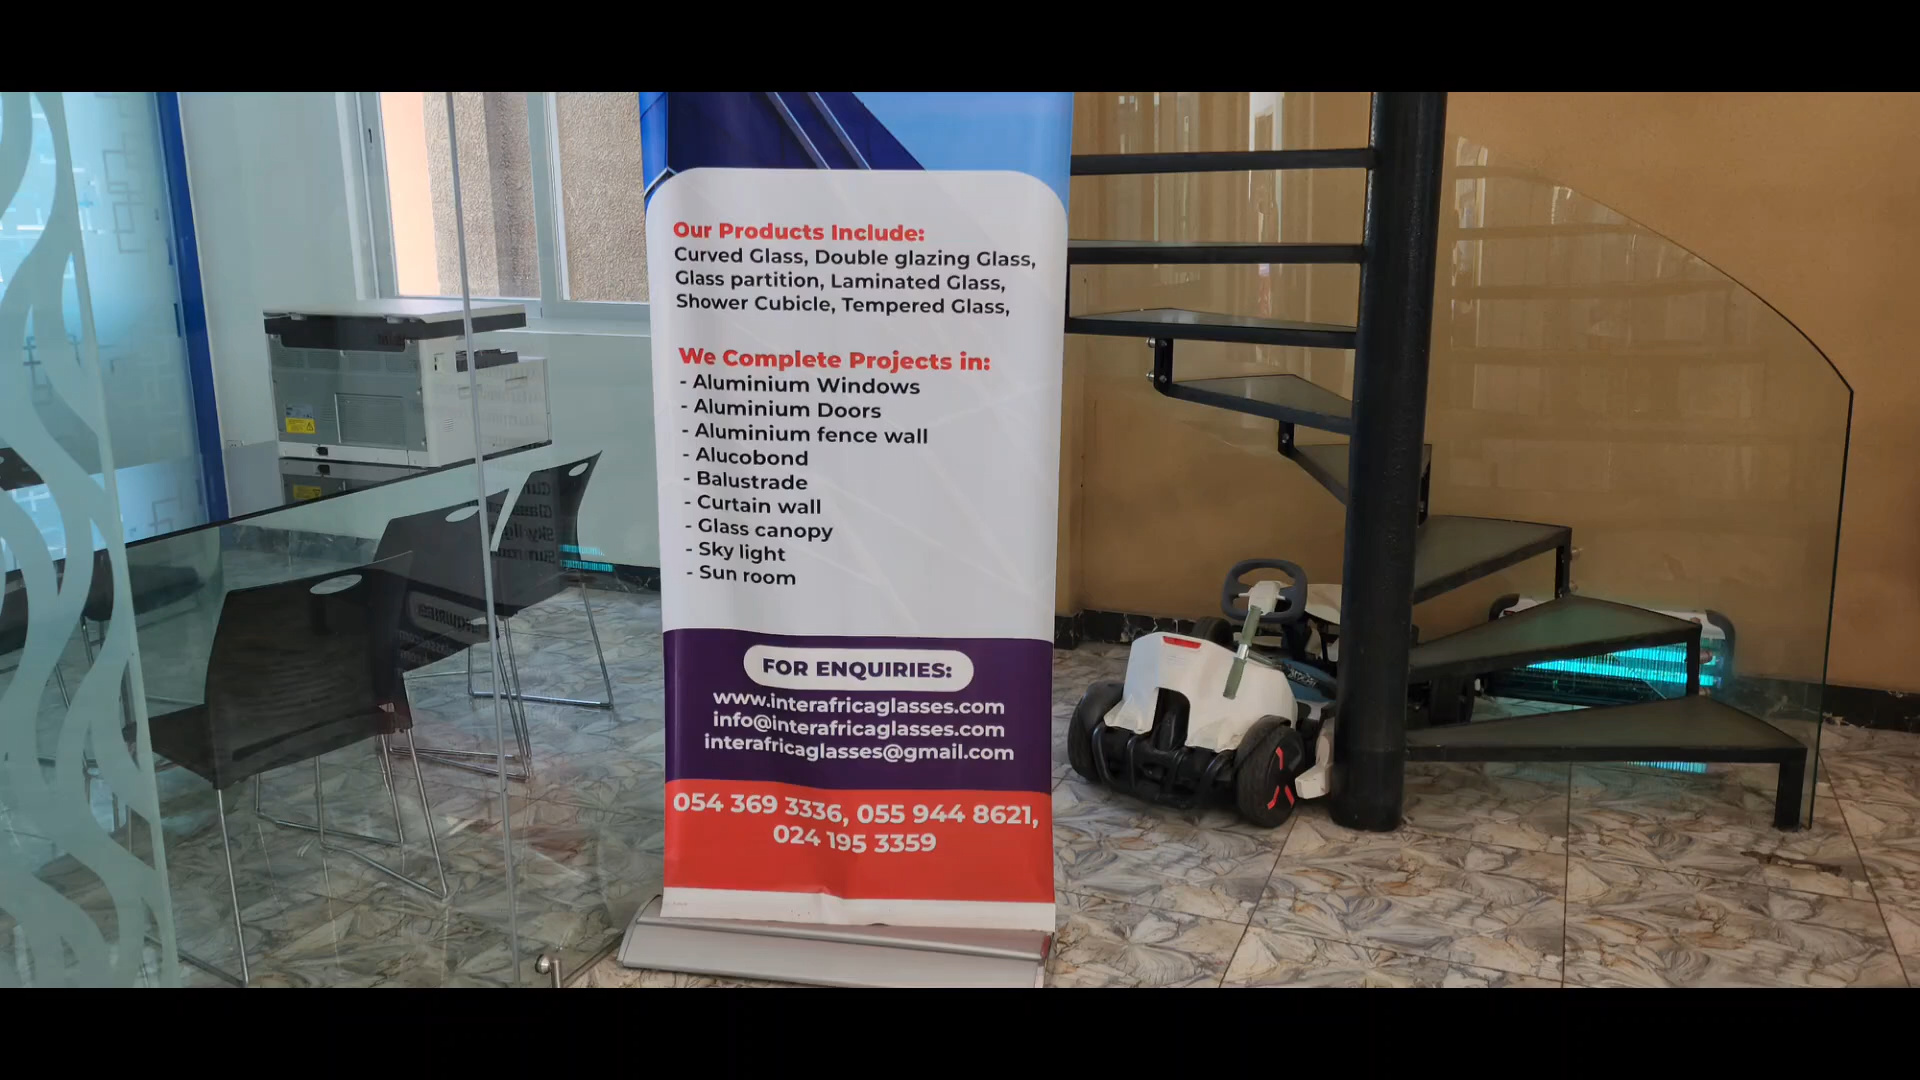 Our Products Include:
Curved Glass, Double glazing Glass,
Glass partition, Laminated Glass,
Shower Cubicle, Tempered Glass,
We Complete Projects in:
- Aluminium Windows
- Aluminium Doors
- Aluminium fence wall
- Alucobond
- Balustrade
- Curtain wall
- Glass canopy
- Sky light
- Sun room
FOR ENQUIRIES:
www.interafricaglasses.com
info@interafricaglasses.com
interafricaglasses@gmail.com
054 369 3336, 055 944 8621,
024 195 3359